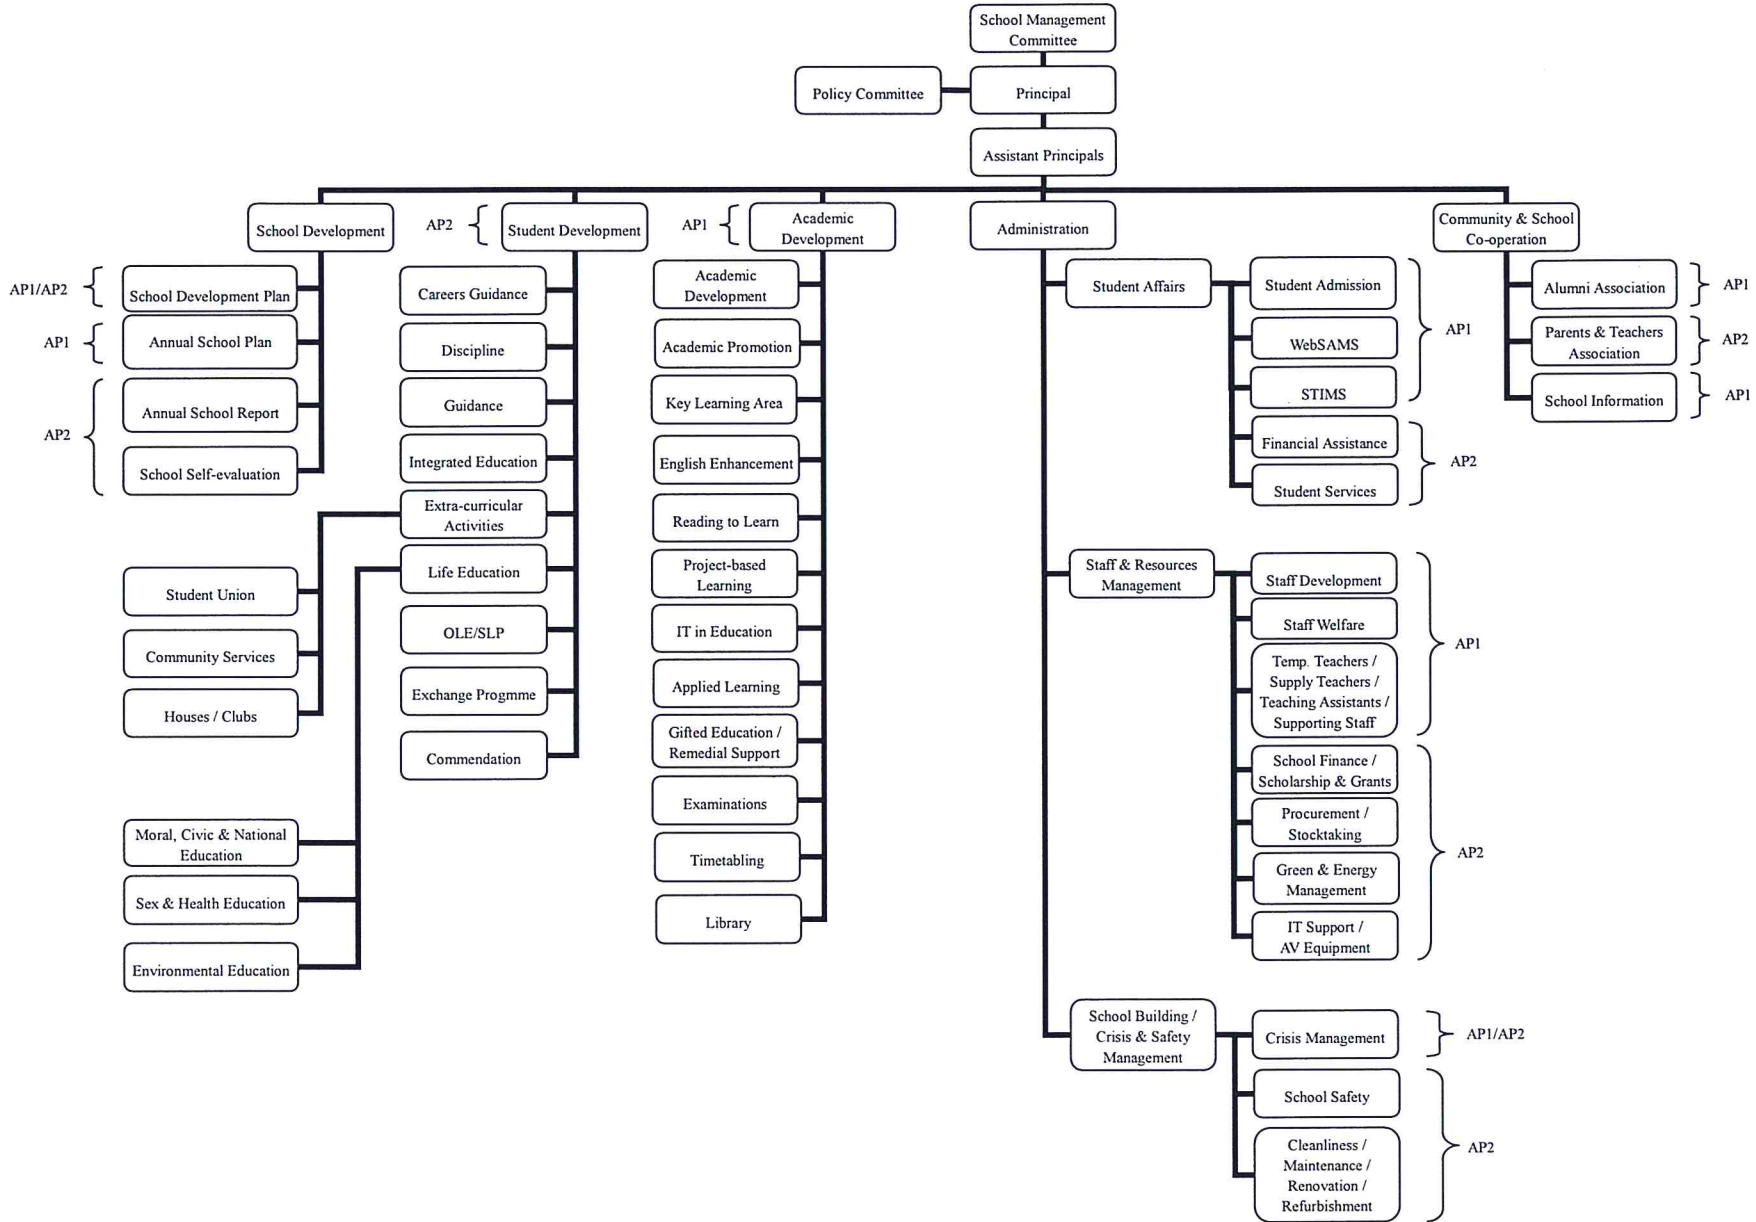 School Management
Committee
Policy Committee
Principal
Assistant Principals
School Development
AP2
Student Development
AP1
Academic
Development
Administration
Community & School
Co-operation
AP1/AP2
School Development Plan
AP1
Annual School Plan
Annual School Report
AP2
School Self-evaluation
Student Union
Community Services
Houses / Clubs
Moral, Civic & National
Education
Sex & Health Education
Environmental Education
Careers Guidance
Discipline
Guidance
Integrated Education
Extra-curricular
Activities
Life Education
OLE/SLP
Exchange Progmme
Commendation
Academic
Development
Academic Promotion
Key Learning Area
English Enhancement
Reading to Learn
Project-based
Learning
IT in Education
Applied Learning
Gifted Education /
Remedial Support
Examinations
Timetabling
Library
Student Affairs
Student Admission
WebSAMS
STIMS
AP1
Financial Assistance
Student Services
AP2
Staff & Resources
Management
Staff Development
Staff Welfare
Temp. Teachers /
Supply Teachers /
Teaching Assistants /
Supporting Staff
AP1
School Finance /
Scholarship & Grants
Procurement /
Stocktaking
Green & Energy
Management
IT Support /
AV Equipment
AP2
School Building /
Crisis & Safety
Management
Crisis Management
AP1/AP2
School Safety
Cleanliness /
Maintenance /
Renovation /
Refurbishment
AP2
Alumni Association
AP1
Parents & Teachers
Association
AP2
School Information
AP1